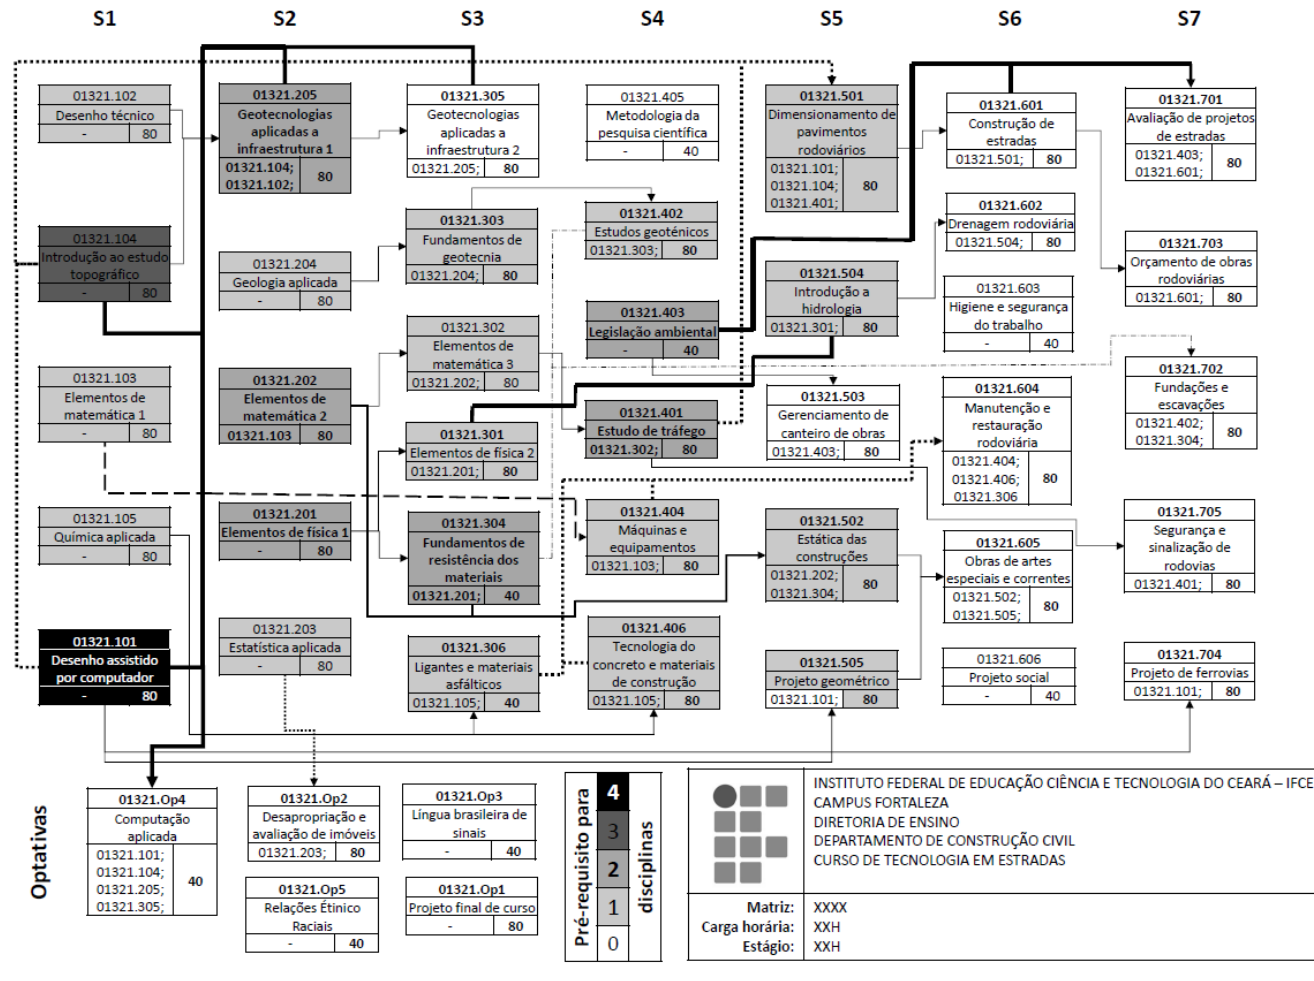 S1
S2
S3
S4
S5
S6
S7
01321.102
Desenho técnico
- 80
01321.104
Introdução ao estudo
topográfico
- 80
01321.103
Elementos de
matemática 1
- 80
01321.105
Química aplicada
- 80
01321.101
Desenho assistido
por computador
- 80
01321.205
Geotecnologias
aplicadas a
infraestrutura 1
01321.104;
01321.102;
80
01321.204
Geologia aplicada
- 80
01321.202
Elementos de
matemática 2
01321.103 80
01321.201
Elementos de física 1
- 80
01321.203
Estatística aplicada
- 80
01321.305
Geotecnologias
aplicadas a
infraestrutura 2
01321.205; 80
01321.303
Fundamentos de
geotecnia
01321.204; 80
01321.302
Elementos de
matemática 3
01321.202; 80
01321.301
Elementos de física 2
01321.201; 80
01321.304
Fundamentos de
resistência dos
materiais
01321.201; 40
01321.306
Ligantes e materiais
asfálticos
01321.105; 40
01321.405
Metodologia da
pesquisa científica
- 40
01321.402
Estudos geoténicos
01321.303; 80
01321.403
Legislação ambiental
- 40
01321.401
Estudo de tráfego
01321.302; 80
01321.404
Máquinas e
equipamentos
01321.103; 80
01321.406
Tecnologia do
concreto e materiais
de construção
01321.105; 80
01321.501
Dimensionamento de
pavimentos
rodoviários
01321.101;
01321.104;
01321.401;
80
01321.504
Introdução a
hidrologia
01321.301; 80
01321.503
Gerenciamento de
canteiro de obras
01321.403; 80
01321.502
Estática das
construções
01321.202;
01321.304;
80
01321.505
Projeto geométrico
01321.101; 80
01321.601
Construção de
estradas
01321.501; 80
01321.602
Drenagem rodoviária
01321.504; 80
01321.603
Higiene e segurança
do trabalho
- 40
01321.604
Manutenção e
restauração
rodoviária
01321.404;
01321.406;
01321.306
80
01321.605
Obras de artes
especiais e correntes
01321.502;
01321.505;
80
01321.606
Projeto social
- 40
01321.701
Avaliação de projetos
de estradas
01321.403;
01321.601;
80
01321.703
Orçamento de obras
rodoviárias
01321.601; 80
01321.702
Fundações e
escavações
01321.402;
01321.304;
80
01321.705
Segurança e
sinalização de
rodovias
01321.401; 80
01321.704
Projeto de ferrovias
01321.101; 80
Optativas
01321.Op4
Computação
aplicada
01321.101;
01321.104;
01321.205;
01321.305;
40
01321.Op2
Desapropriação e
avaliação de imóveis
01321.203; 80
01321.Op5
Relações Étinico
Raciais
- 40
01321.Op3
Língua brasileira de
sinais
- 40
01321.Op1
Projeto final de curso
- 80
Pré-requisito para
4
3
2
1
0
disciplinas
INSTITUTO FEDERAL DE EDUCAÇÃO CIÊNCIA E TECNOLOGIA DO CEARÁ – IFCE
CAMPUS FORTALEZA
DIRETORIA DE ENSINO
DEPARTAMENTO DE CONSTRUÇÃO CIVIL
CURSO DE TECNOLOGIA EM ESTRADAS
Matriz: XXXX
Carga horária: XXH
Estágio: XXH